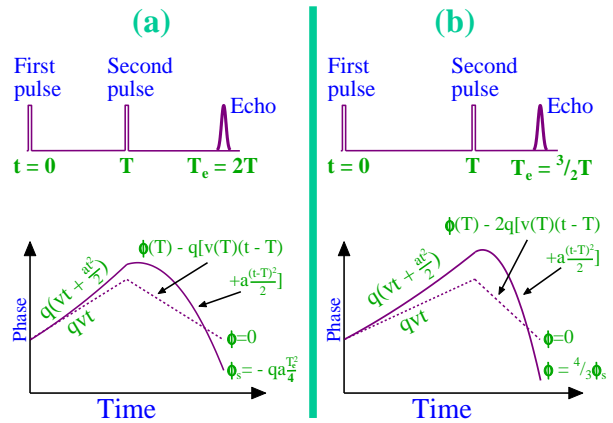 (a)
First pulse
Second pulse
Echo
t = 0
T
T_e = 2T
ϕ(T) - q[v(T)(t - T)
+a(t-T)²/2]
q(vt + at²/2)
qvt
Phase
ϕ=0
ϕ_s = - qa T_e²/4
Time
(b)
First pulse
Second pulse
Echo
t = 0
T
T_e = 3/2T
ϕ(T) - 2q[v(T)(t - T)
+a(t-T)²/2]
q(vt + at²/2)
qvt
Phase
ϕ=0
ϕ = 4/3ϕ_s
Time